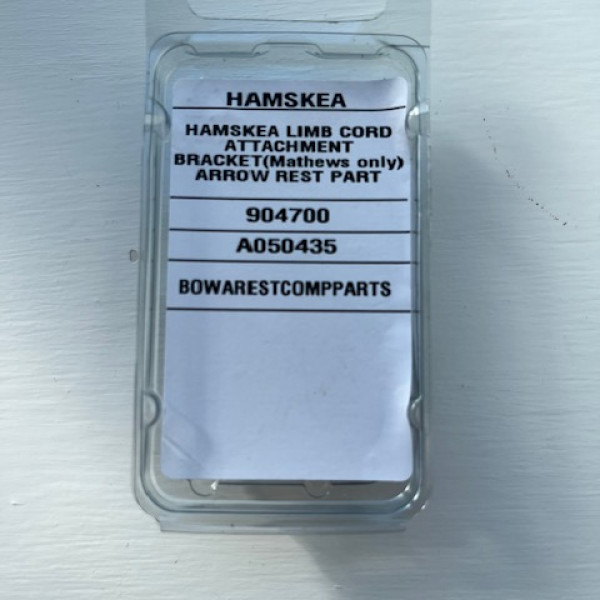 HAMSKEA
HAMSKEA LIMB CORD
ATTACHMENT
BRACKET(Mathews only)
ARROW REST PART
904700
A050435
BOWARESTCOMPPARTS